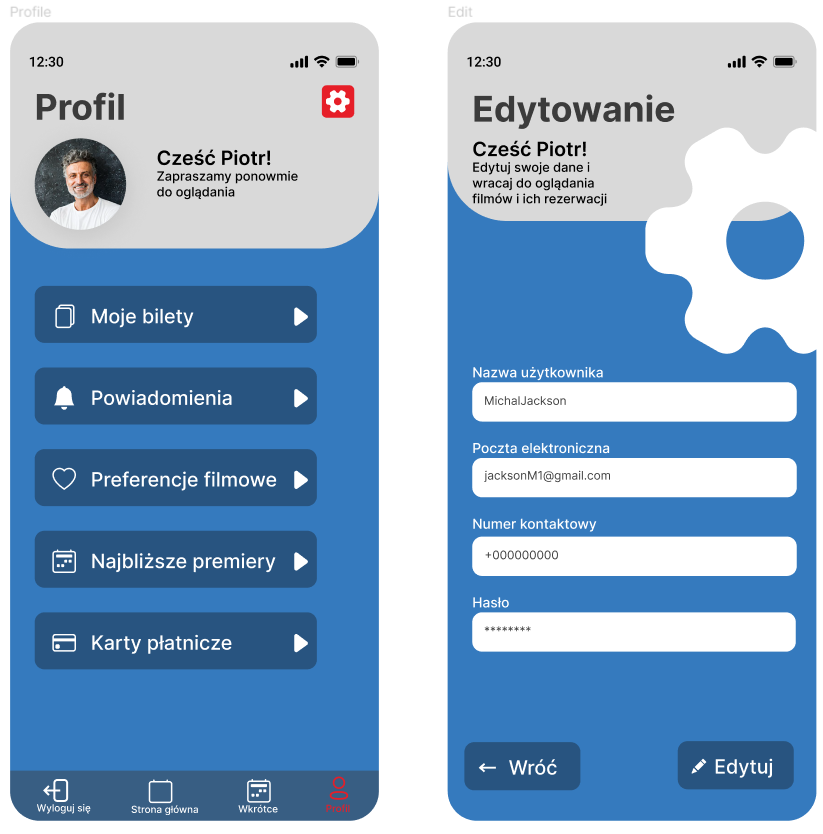 Profile
12:30
Profil
Cześć Piotr!
Zapraszamy ponowmie
do oglądania
Moje bilety
Powiadomienia
Preferencje filmowe
Najbliższe premiery
Karty płatnicze
Wyloguj się
Strona główna
Wkrótce
Profil
Edit
12:30
Edytowanie
Cześć Piotr!
Edytuj swoje dane i
wracaj do oglądania
filmów i ich rezerwacji
Nazwa użytkownika
MichalJackson
Poczta elektroniczna
jacksonM1@gmail.com
Numer kontaktowy
+000000000
Hasło
********
← Wróć
Edytuj